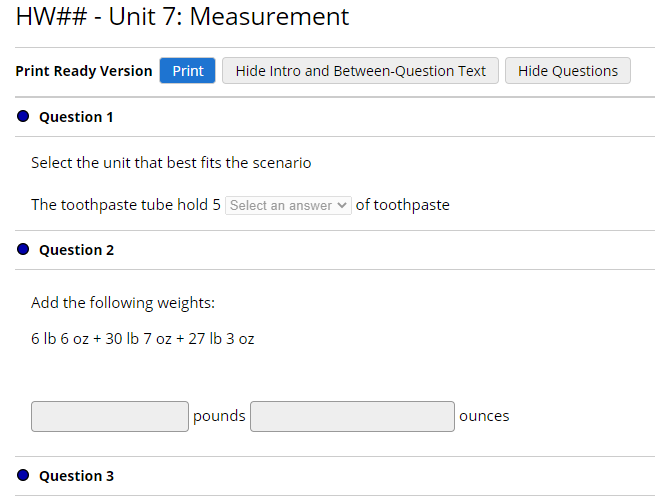 HW## - Unit 7: Measurement
Print Ready Version Print Hide Intro and Between-Question Text Hide Questions
Question 1
Select the unit that best fits the scenario
The toothpaste tube hold 5 Select an answer of toothpaste
Question 2
Add the following weights:
6 lb 6 oz + 30 lb 7 oz + 27 lb 3 oz
pounds ounces
Question 3